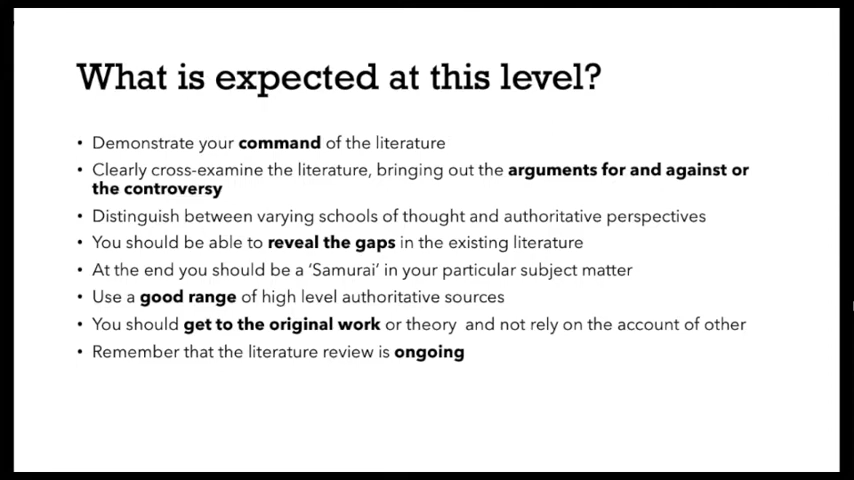 What is expected at this level?
• Demonstrate your command of the literature
• Clearly cross-examine the literature, bringing out the arguments for and against or
the controversy
• Distinguish between varying schools of thought and authoritative perspectives
• You should be able to reveal the gaps in the existing literature
• At the end you should be a ‘Samurai’ in your particular subject matter
• Use a good range of high level authoritative sources
• You should get to the original work or theory and not rely on the account of other
• Remember that the literature review is ongoing